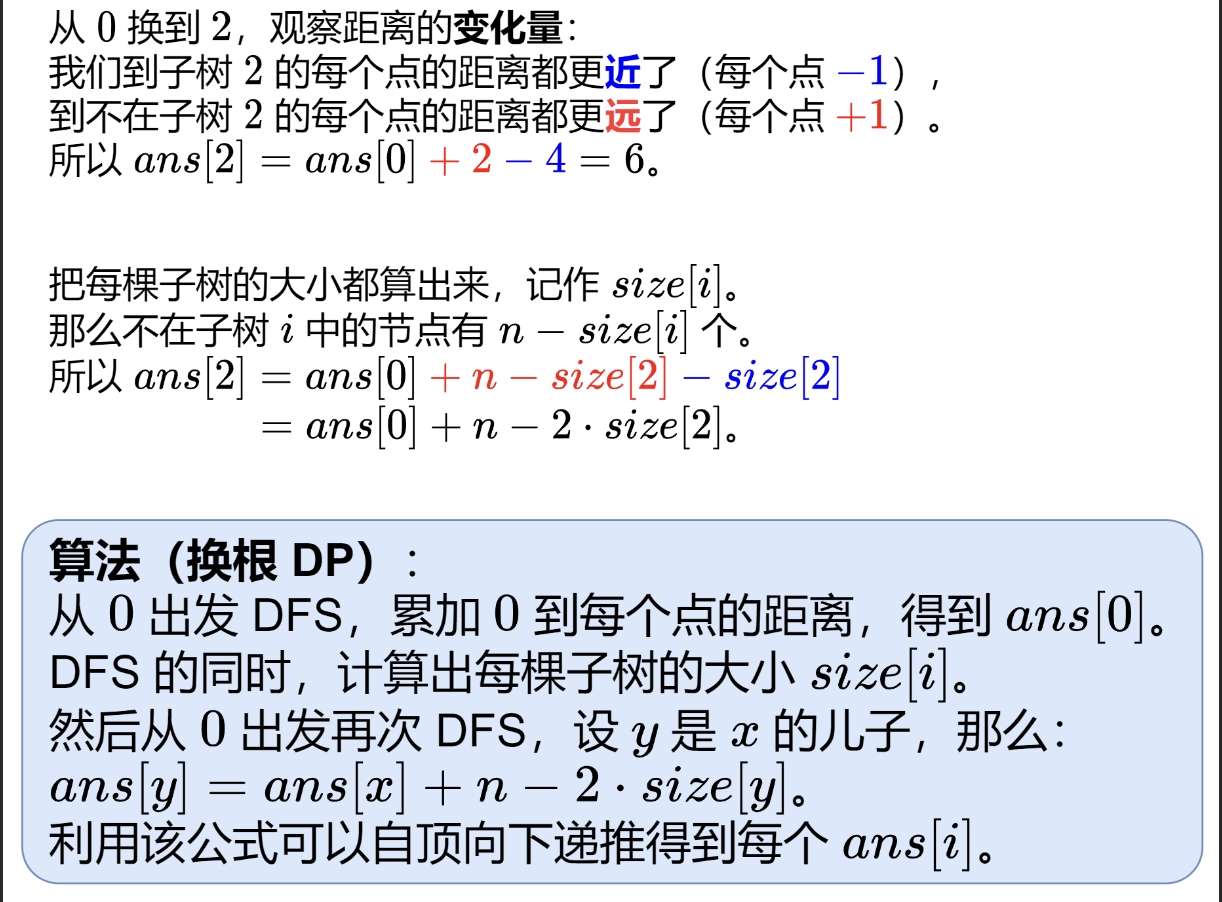 从 0 换到 2，观察距离的变化量：
我们到子树 2 的每个点的距离都更近了（每个点 −1），
到不在子树 2 的每个点的距离都更远了（每个点 +1）。
所以 ans[2] = ans[0] + 2 − 4 = 6。
把每棵子树的大小都算出来，记作 size[i]。
那么不在子树 i 中的节点有 n − size[i] 个。
所以 ans[2] = ans[0] + n − size[2] − size[2]
= ans[0] + n − 2 · size[2]。
算法（换根 DP）：
从 0 出发 DFS，累加 0 到每个点的距离，得到 ans[0]。
DFS 的同时，计算出每棵子树的大小 size[i]。
然后从 0 出发再次 DFS，设 y 是 x 的儿子，那么：
ans[y] = ans[x] + n − 2 · size[y]。
利用该公式可以自顶向下递推得到每个 ans[i]。